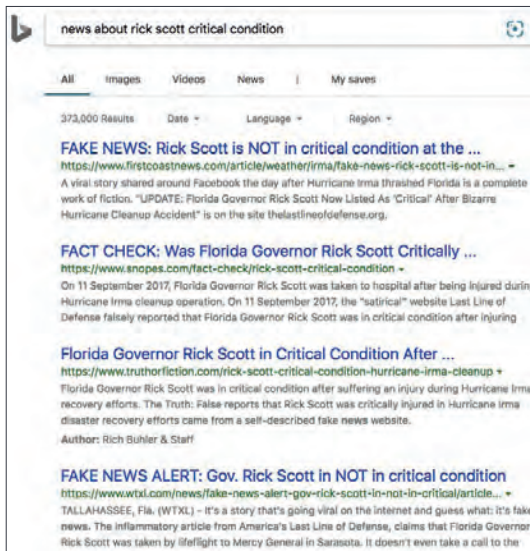 news about rick scott critical condition
All Images Videos News | My saves
373,000 Results Date Language Region
FAKE NEWS: Rick Scott is NOT in critical condition at the ...
https://www.firstcoastnews.com/article/weather/irma/fake-news-rick-scott-is-not-in...
A viral story shared around Facebook the day after Hurricane Irma thrashed Florida is a complete
work of fiction. "UPDATE: Florida Governor Rick Scott Now Listed As 'Critical' After Bizarre
Hurricane Cleanup Accident" is on the site thelastlineofdefense.org.
FACT CHECK: Was Florida Governor Rick Scott Critically ...
https://www.snopes.com/fact-check/rick-scott-critical-condition
On 11 September 2017, Florida Governor Rick Scott was taken to hospital after being injured durin
Hurricane Irma cleanup operation. On 11 September 2017, the "satirical" website Last Line of
Defense falsely reported that Florida Governor Rick Scott was in critical condition after injuring
Florida Governor Rick Scott in Critical Condition After ...
https://www.truthorfiction.com/rick-scott-critical-condition-hurricane-irma-cleanup
Florida Governor Rick Scott was in critical condition after suffering an injury during Hurricane Irma
recovery efforts. The Truth: False reports that Rick Scott was critically injured in Hurricane Irma
disaster recovery efforts came from a self-described fake news website.
Author: Rich Buhler & Staff
FAKE NEWS ALERT: Gov. Rick Scott in NOT in critical condition
https://www.wtxl.com/news/fake-news-alert-gov-rick-scott-in-not-in-critical/article...
TALLAHASSEE, Fla. (WTXL) - It's a story that's going viral on the internet and guess what: it's fake
news. The inflammatory article from America's Last Line of Defense, claims that Florida Governor
Rick Scott was taken by lifeflight to Mercy General in Sarasota. It doesn't even take a call to the